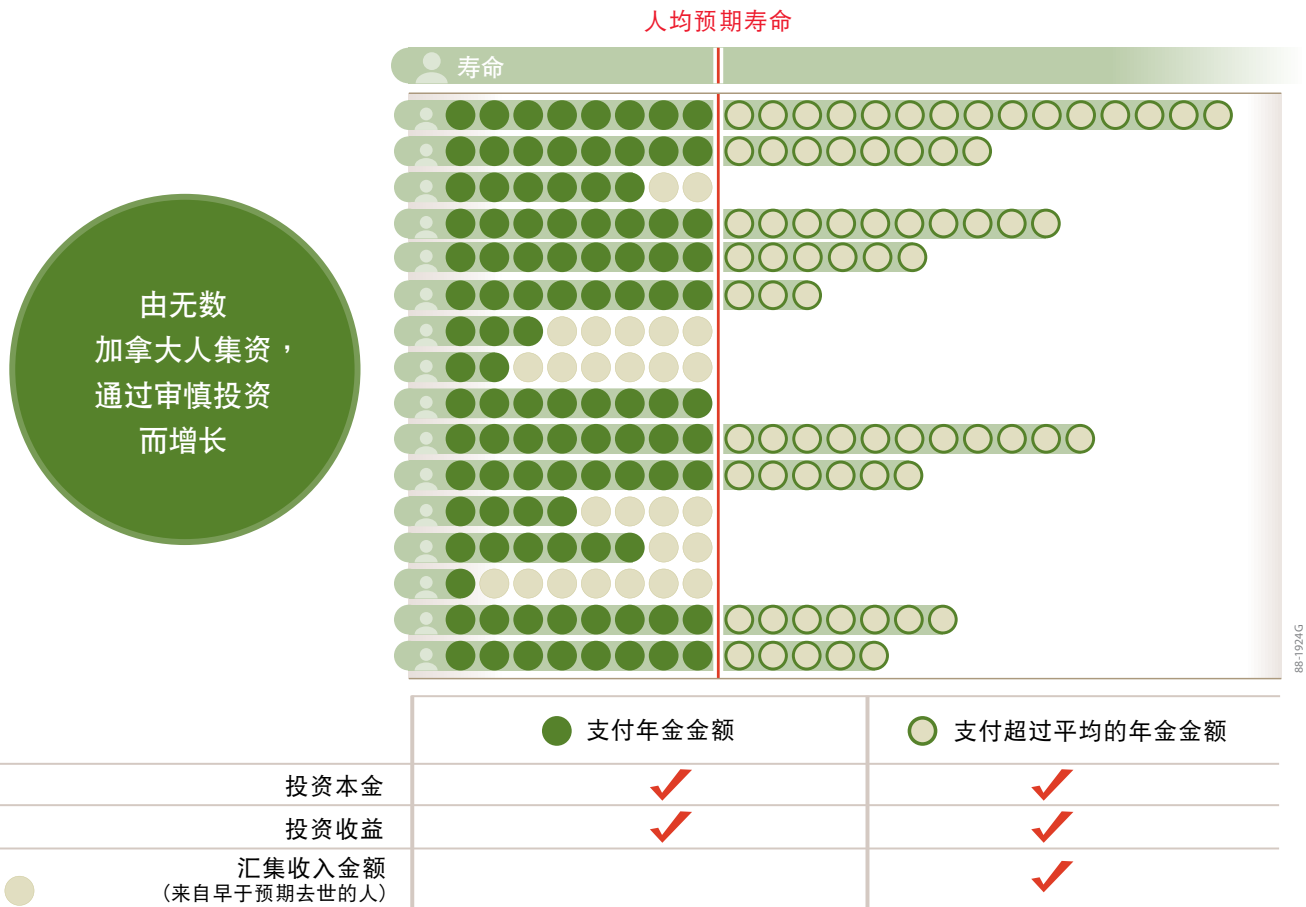 人均预期寿命
寿命
由无数
加拿大人集资，
通过审慎投资
而增长
88-1924G
支付年金金额
支付超过平均的年金金额
投资本金
投资收益
汇集收入金额
（来自早于预期去世的人）